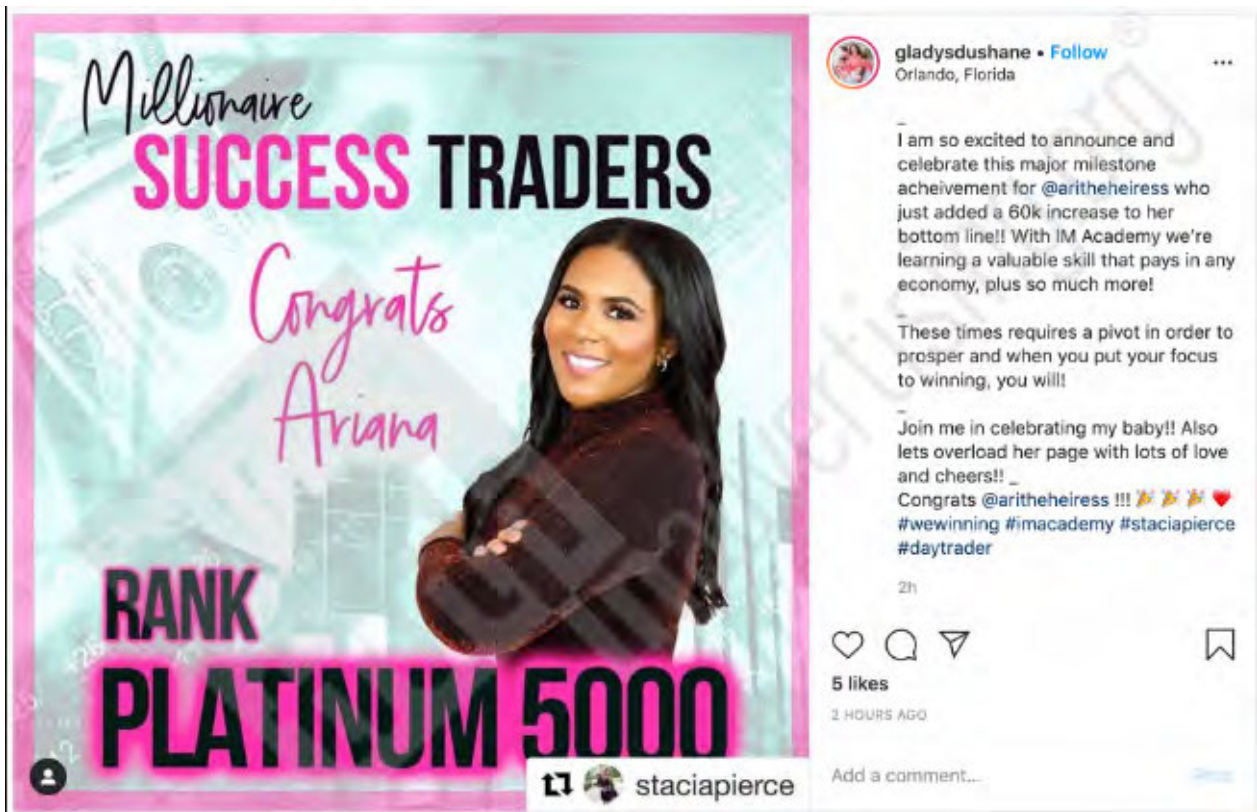 Millionaire
SUCCESS TRADERS
Congrats
Ariana
RANK
PLATINUM 5000
staciapierce
gladysdushane • Follow
Orlando, Florida
...
_
I am so excited to announce and
celebrate this major milestone
acheivement for @aritheheiress who
just added a 60k increase to her
bottom line!! With IM Academy we're
learning a valuable skill that pays in any
economy, plus so much more!
_
These times requires a pivot in order to
prosper and when you put your focus
to winning, you will!
_
Join me in celebrating my baby!! Also
lets overload her page with lots of love
and cheers!! _
Congrats @aritheheiress !!! 🎉 🎉 🎉 ❤️
#wewinning #imacademy #staciapierce
#daytrader
2h
5 likes
2 HOURS AGO
Add a comment...